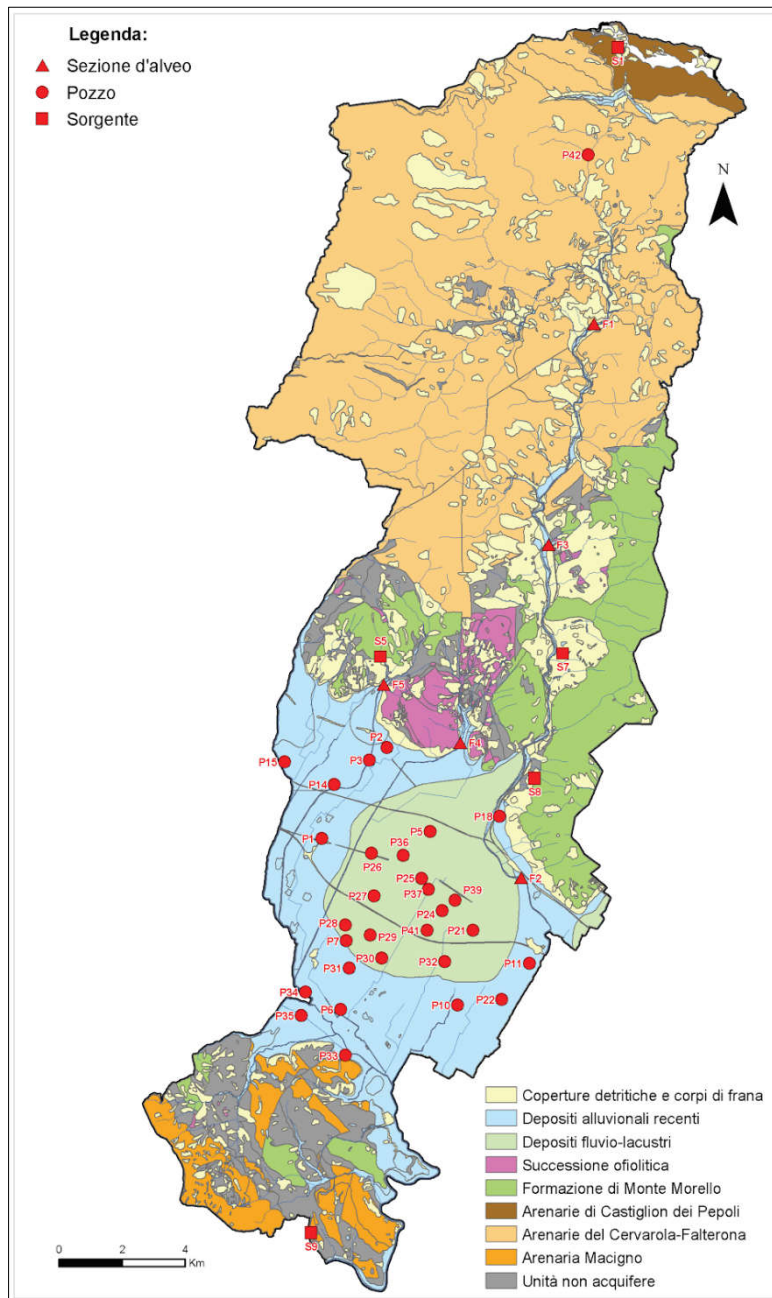 Legenda:
Sezione d'alveo
Pozzo
Sorgente
S1
P42
N
F1
F3
S5
S7
F5
P2
F4
P15
P3
S8
P14
P18
P5
P1
P36
P26
P25
F2
P37
P39
P27
P24
P28
P41
P21
P7
P29
P30
P32
P11
P31
P34
P22
P6
P10
P35
P33
S9
0 2 4
Km
Coperture detritiche e corpi di frana
Depositi alluvionali recenti
Depositi fluvio-lacustri
Successione ofiolitica
Formazione di Monte Morello
Arenarie di Castiglion dei Pepoli
Arenarie del Cervarola-Falterona
Arenaria Macigno
Unità non acquifere